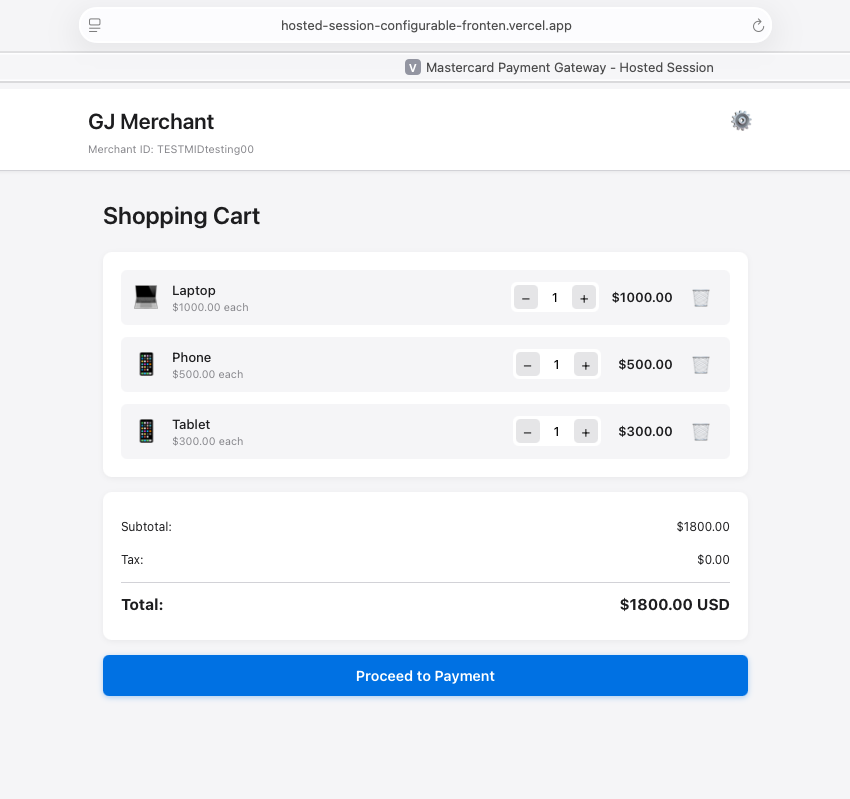 hosted-session-configurable-fronten.vercel.app
V Mastercard Payment Gateway - Hosted Session
GJ Merchant
Merchant ID: TESTMIDtesting00
Shopping Cart
Laptop
$1000.00 each
− 1 + $1000.00
Phone
$500.00 each
− 1 + $500.00
Tablet
$300.00 each
− 1 + $300.00
Subtotal: $1800.00
Tax: $0.00
Total: $1800.00 USD
Proceed to Payment